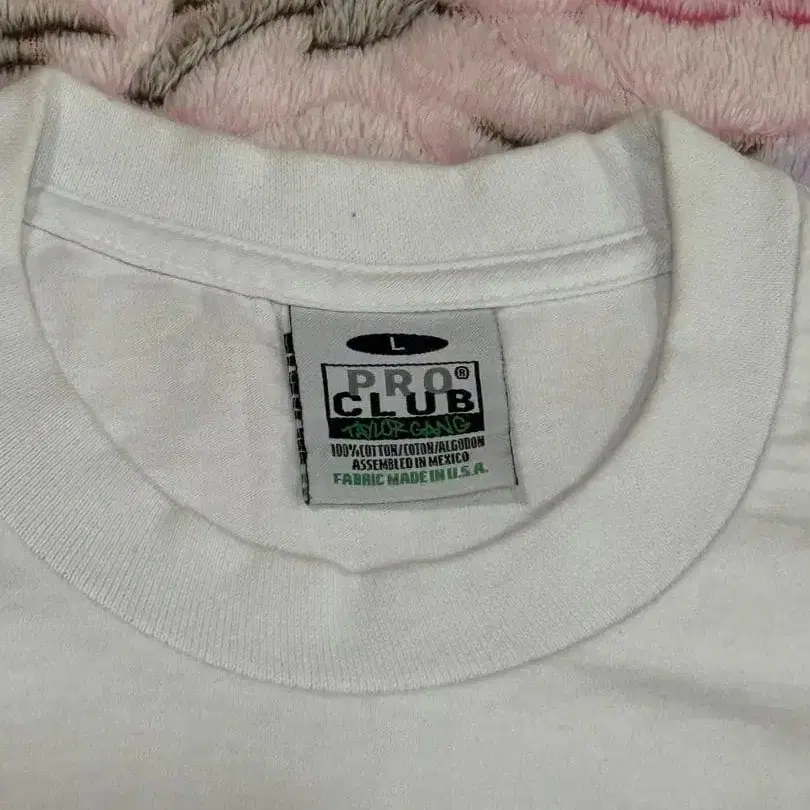 L
PRO®
CLUB
TAYLOR GANG
100% COTTON/COTON/ALGODON
ASSEMBLED IN MEXICO
FABRIC MADE IN U.S.A.